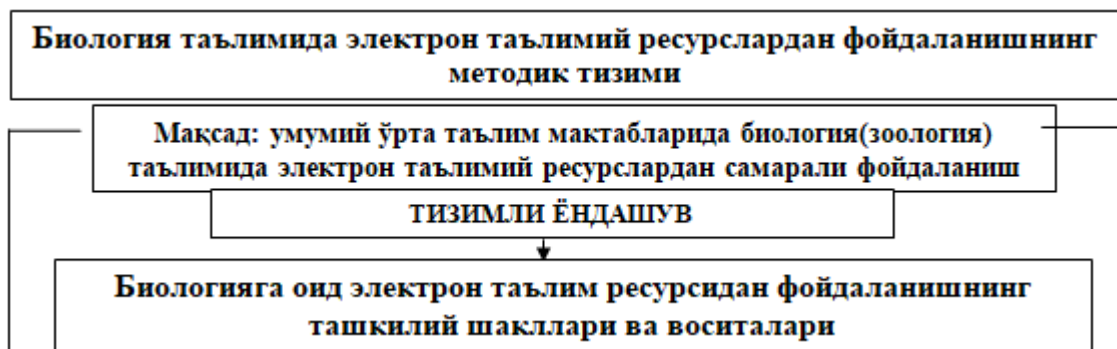 Биология таълимида электрон таълимий ресурслардан фойдаланишнинг
методик тизими
Мақсад: умумий ўрта таълим мактабларида биология(зоология)
таълимида электрон таълимий ресурслардан самарали фойдаланиш
ТИЗИМЛИ ЁНДАШУВ
Биологияга оид электрон таълим ресурсидан фойдаланишнинг
ташкилий шакллари ва воситалари